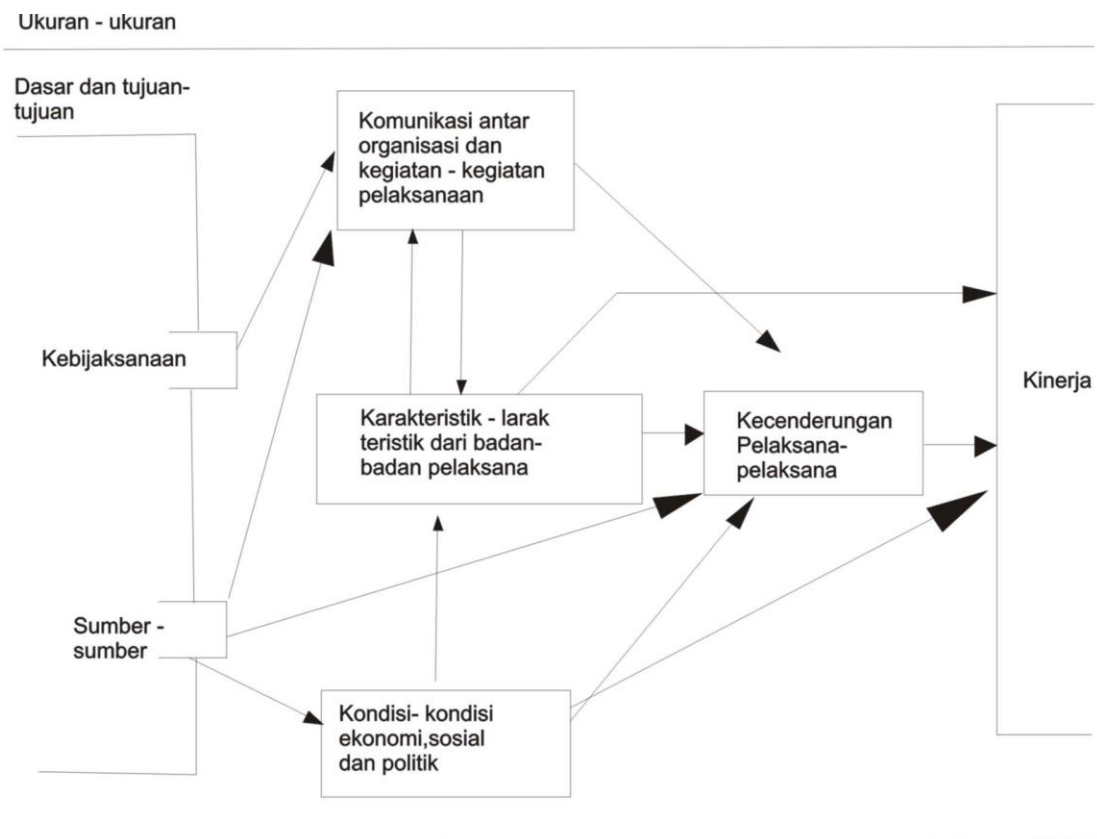 Ukuran - ukuran
Dasar dan tujuan-
tujuan
Komunikasi antar
organisasi dan
kegiatan - kegiatan
pelaksanaan
Kebijaksanaan
Kinerja
Karakteristik - larak
teristik dari badan-
badan pelaksana
Kecenderungan
Pelaksana-
pelaksana
Sumber -
sumber
Kondisi- kondisi
ekonomi,sosial
dan politik